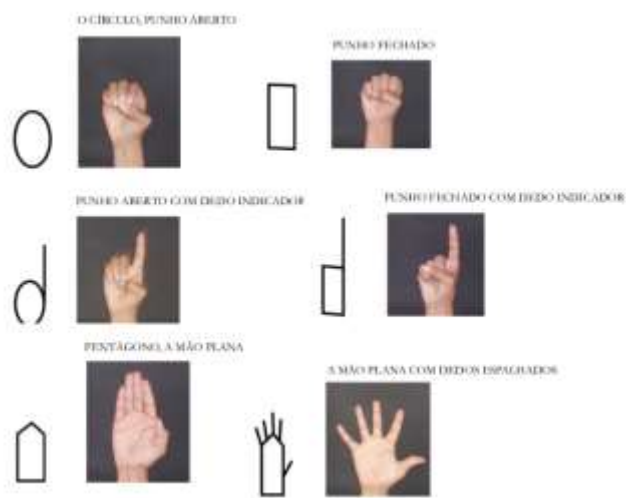 O CÍRCULO, PUNHO ABERTO
PUNHO FECHADO
PUNHO ABERTO COM DEDO INDICADOR
PUNHO FECHADO COM DEDO INDICADOR
PENTÁGONO, A MÃO PLANA
A MÃO PLANA COM DEDOS ESPALHADOS